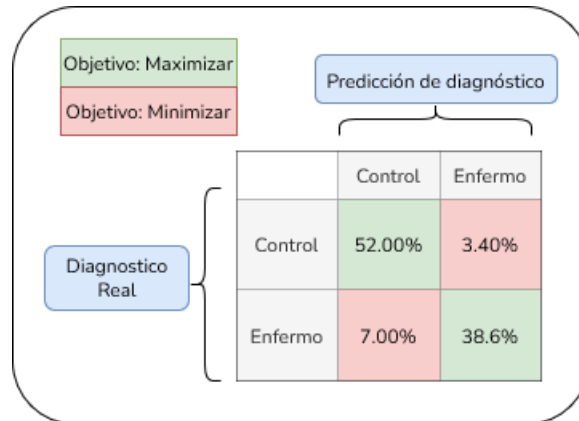 Objetivo: Maximizar
Objetivo: Minimizar
Predicción de diagnóstico
Control Enfermo
Control 52.00% 3.40%
Diagnostico
Real
Enfermo 7.00% 38.6%